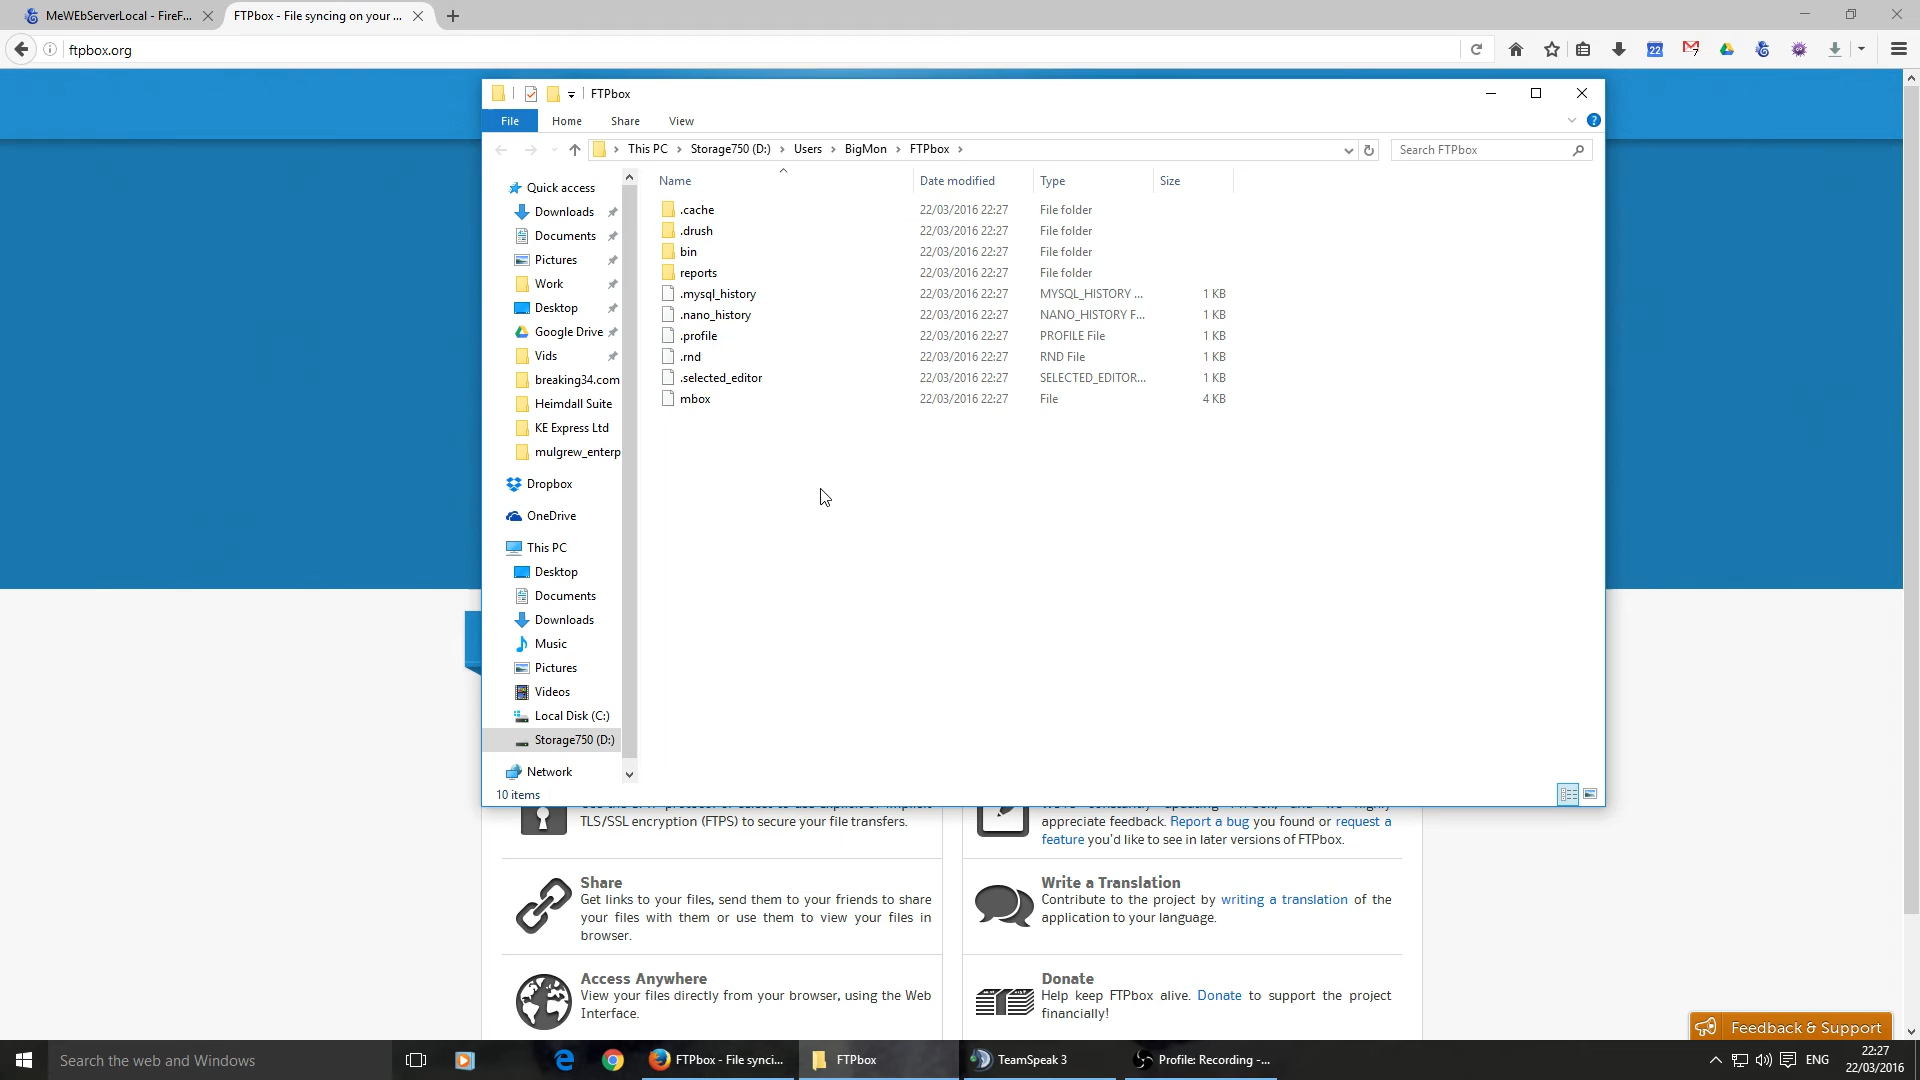 MeWEbServerLocal - FireF...
FTPbox - File syncing on your ...
ftpbox.org
22
FTPbox
File
Home
Share
View
This PC
Storage750 (D:)
Users
BigMon
FTPbox
Search FTPbox
Name
Date modified
Type
Size
.cache 22/03/2016 22:27 File folder
.drush 22/03/2016 22:27 File folder
bin 22/03/2016 22:27 File folder
reports 22/03/2016 22:27 File folder
.mysql_history 22/03/2016 22:27 MYSQL_HISTORY ... 1 KB
.nano_history 22/03/2016 22:27 NANO_HISTORY F... 1 KB
.profile 22/03/2016 22:27 PROFILE File 1 KB
.rnd 22/03/2016 22:27 RND File 1 KB
.selected_editor 22/03/2016 22:27 SELECTED_EDITOR... 1 KB
mbox 22/03/2016 22:27 File 4 KB
Quick access
Downloads
Documents
Pictures
Work
Desktop
Google Drive
Vids
breaking34.com
Heimdall Suite
KE Express Ltd
mulgrew_enterp
Dropbox
OneDrive
This PC
Desktop
Documents
Downloads
Music
Pictures
Videos
Local Disk (C:)
Storage750 (D:)
Network
10 items
TLS/SSL encryption (FTPS) to secure your file transfers.
appreciate feedback. Report a bug you found or request a
feature you'd like to see in later versions of FTPbox.
Share
Get links to your files, send them to your friends to share
your files with them or use them to view your files in
browser.
Write a Translation
Contribute to the project by writing a translation of the
application to your language.
Access Anywhere
View your files directly from your browser, using the Web
Interface.
Donate
Help keep FTPbox alive. Donate to support the project
financially!
Feedback & Support
Search the web and Windows
FTPbox - File synci...
FTPbox
TeamSpeak 3
Profile: Recording -...
ENG
22:27
22/03/2016